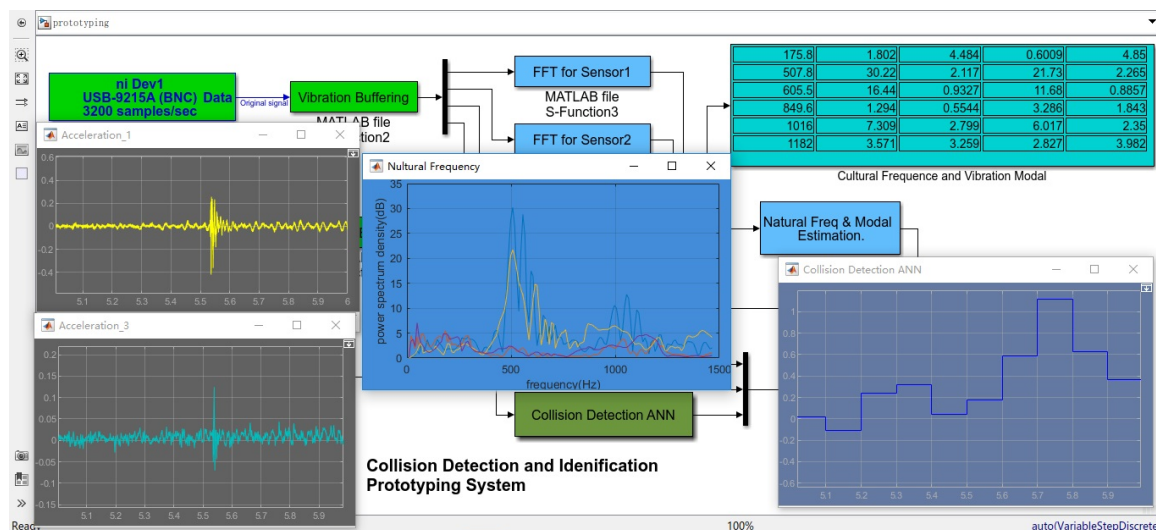 prototyping
ni Dev1
USB-9215A (BNC) Data
3200 samples/sec
Original signal
Vibration Buffering
MATLAB file
FFT for Sensor1
MATLAB file
S-Function3
FFT for Sensor2
175.8 1.802 4.484 0.6009 4.85
507.8 30.22 2.117 21.73 2.265
605.5 16.44 0.9327 11.68 0.8857
849.6 1.294 0.5544 3.286 1.843
1016 7.309 2.799 6.017 2.35
1182 3.571 3.259 2.827 3.982
Cultural Frequence and Vibration Modal
Natural Freq & Modal
Estimation.
Acceleration_1
0.6
0.4
0.2
0
-0.2
-0.4
5.1 5.2 5.3 5.4 5.5 5.6 5.7 5.8 5.9 6
Nultural Frequency
power spectrum density(dB)
35
30
25
20
15
10
5
0
0 500 1000 1500
frequency(Hz)
Collision Detection ANN
1
0.8
0.6
0.4
0.2
0
-0.2
-0.4
-0.6
5.1 5.2 5.3 5.4 5.5 5.6 5.7 5.8 5.9
Acceleration_3
0.2
0.15
0.1
0.05
0
-0.05
-0.1
-0.15
5.1 5.2 5.3 5.4 5.5 5.6 5.7 5.8 5.9
Collision Detection ANN
Collision Detection and Idenification
Prototyping System
100%
auto(VariableStepDiscrete